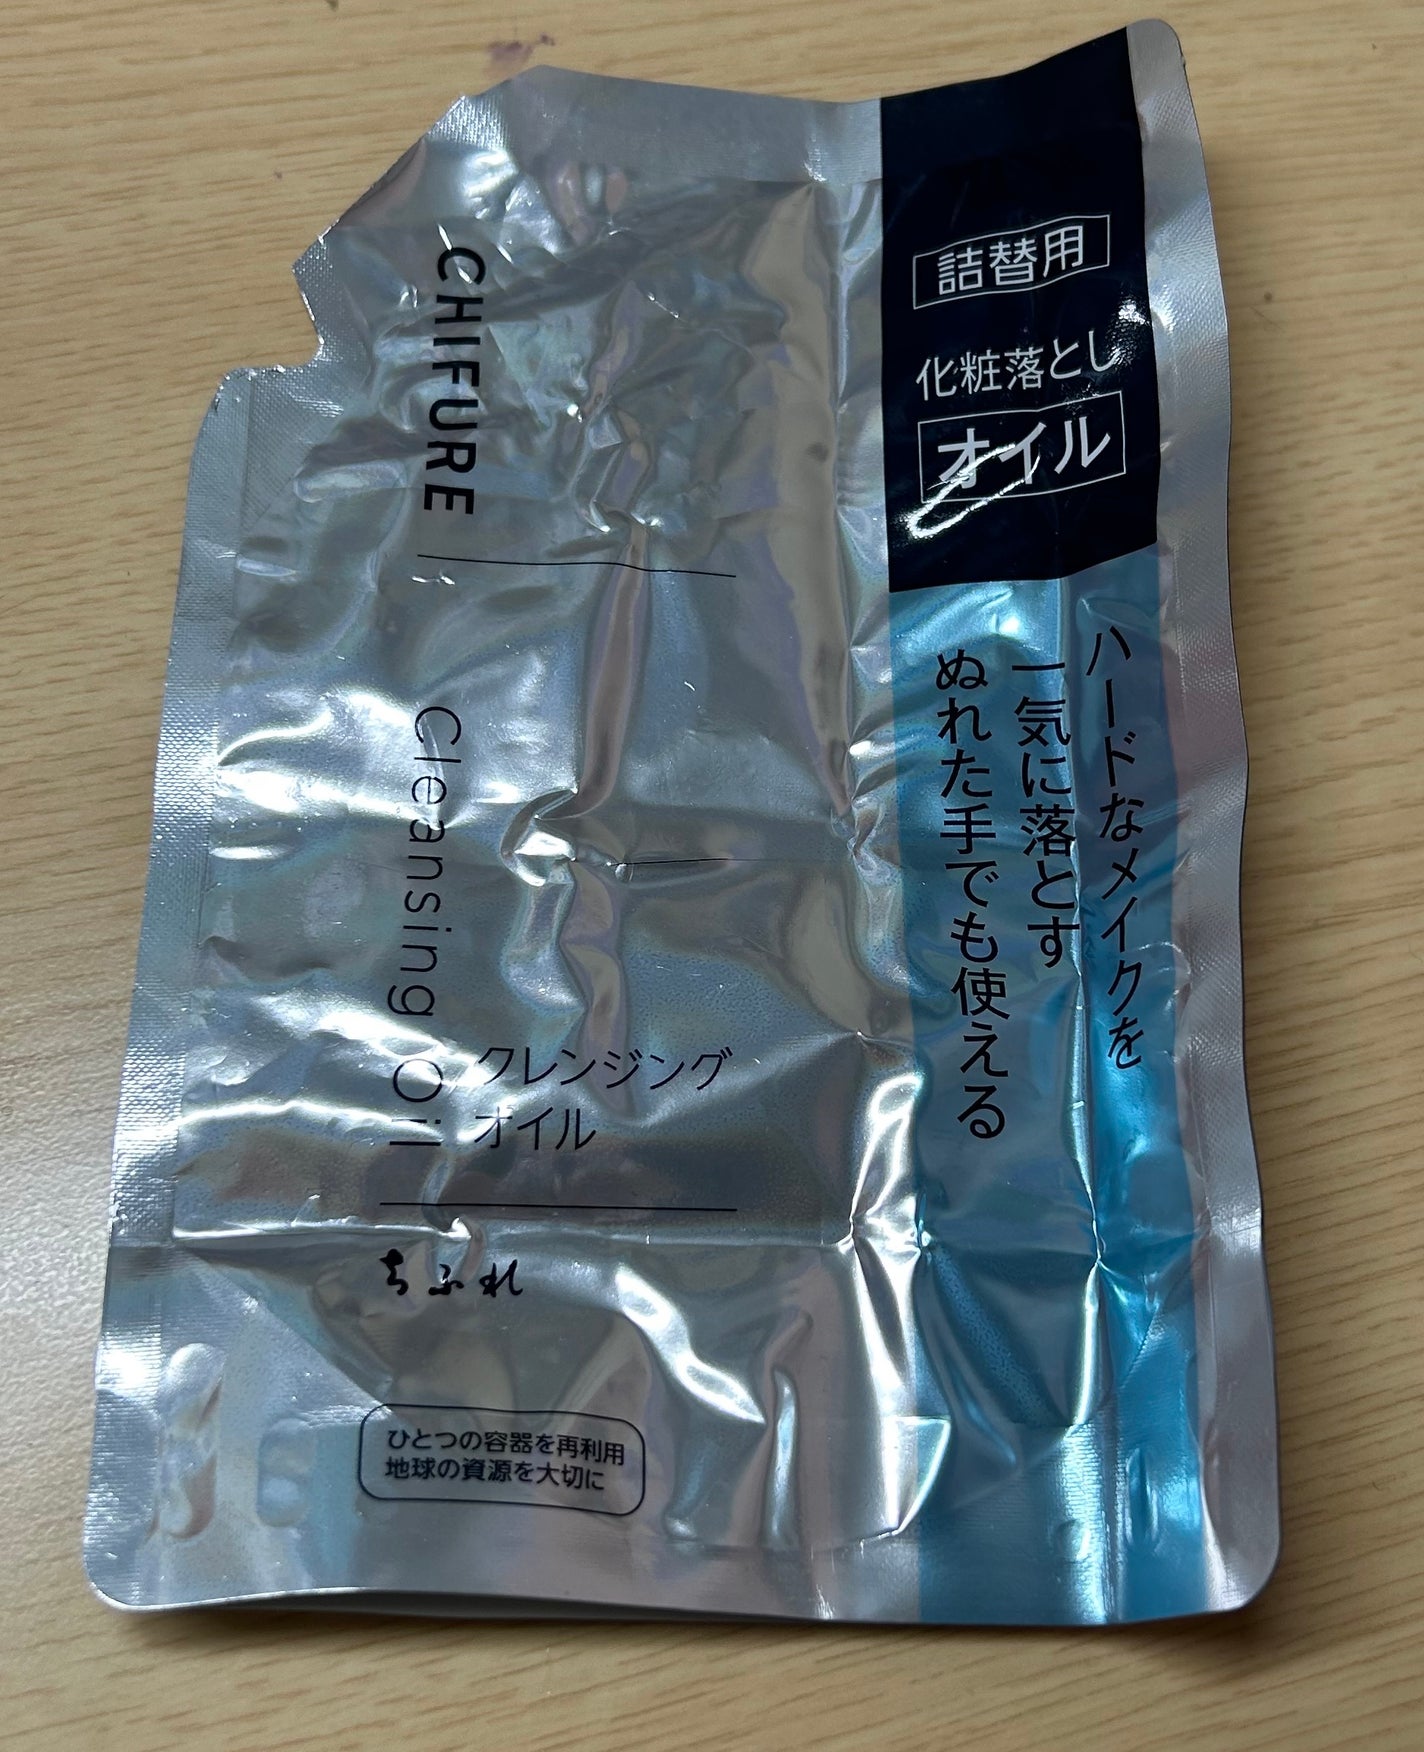 詰替用
化粧落とし
オイル
ハードなメイクを
一気に落とす
ぬれた手でも使える
CHIFURE
Cleansing Oil
クレンジング
オイル
ちふれ
ひとつの容器を再利用
地球の資源を大切に